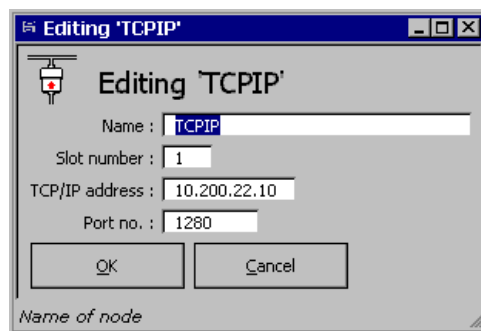 Editing 'TCPIP'
Editing 'TCPIP'
Name : TCPIP
Slot number : 1
TCP/IP address : 10.200.22.10
Port no. : 1280
OK Cancel
Name of node